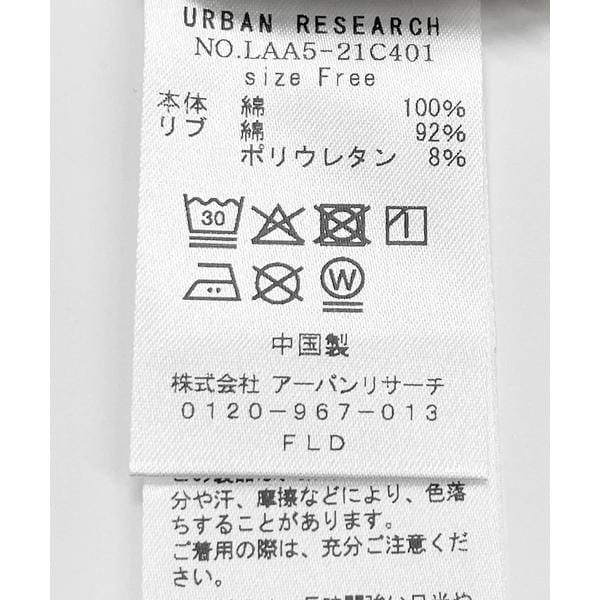 URBAN RESEARCH
NO.LAA5-21C401
size Free
本体 綿 100%
リブ 綿 92%
ポリウレタン 8%
30
W
中国製
株式会社 アーバンリサーチ
0120-967-013
FLD
分や汗、摩擦などにより、色落
ちすることがあります。
ご着用の際は、充分ご注意くだ
さい。